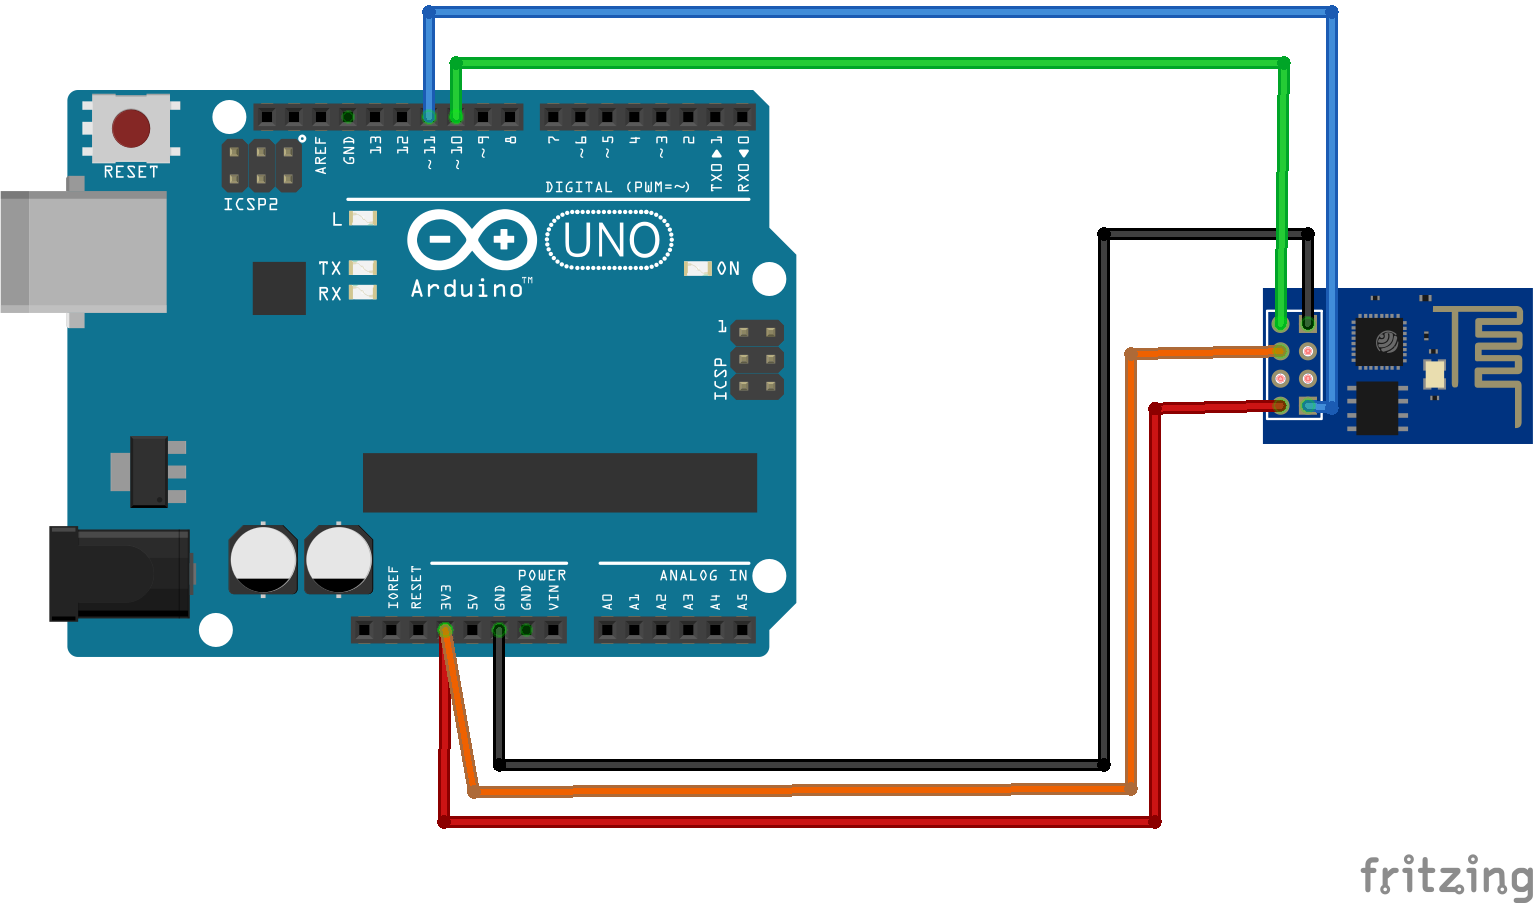 RESET
ICSP2
AREF
GND
13
12
~11
~10
~9
8
7
~6
~5
4
~3
2
TX0▶1
RX0◀0
DIGITAL (PWM=~)
L
TX
RX
UNO
Arduino™
ON
1
ICSP
IOREF
RESET
3V3
5V
GND
GND
VIN
POWER
ANALOG IN
A0
A1
A2
A3
A4
A5
fritzing